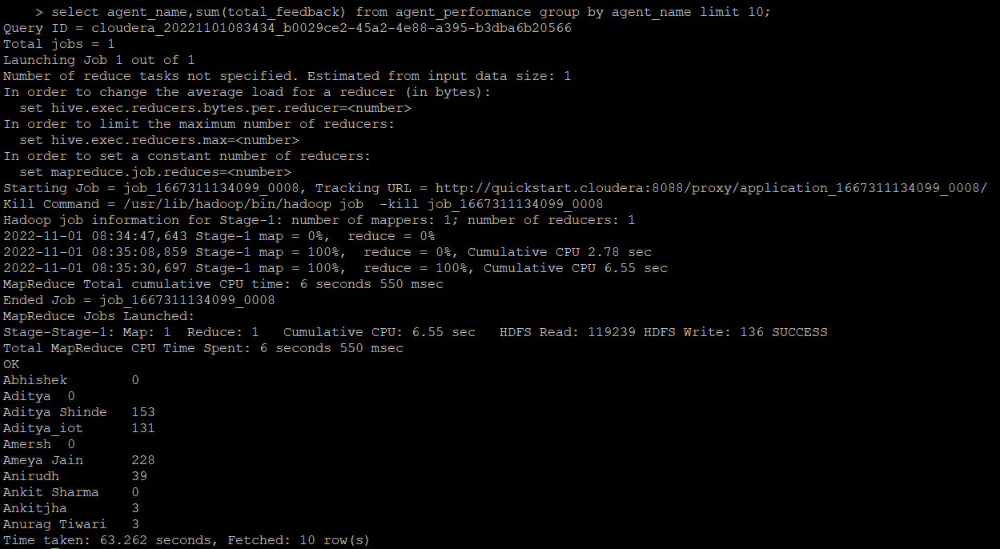 > select agent_name,sum(total_feedback) from agent_performance group by agent_name limit 10;
Query ID = cloudera_20221101083434_b0029ce2-45a2-4e88-a395-b3dba6b20566
Total jobs = 1
Launching Job 1 out of 1
Number of reduce tasks not specified. Estimated from input data size: 1
In order to change the average load for a reducer (in bytes):
  set hive.exec.reducers.bytes.per.reducer=<number>
In order to limit the maximum number of reducers:
  set hive.exec.reducers.max=<number>
In order to set a constant number of reducers:
  set mapreduce.job.reduces=<number>
Starting Job = job_1667311134099_0008, Tracking URL = http://quickstart.cloudera:8088/proxy/application_1667311134099_0008/
Kill Command = /usr/lib/hadoop/bin/hadoop job  -kill job_1667311134099_0008
Hadoop job information for Stage-1: number of mappers: 1; number of reducers: 1
2022-11-01 08:34:47,643 Stage-1 map = 0%,  reduce = 0%
2022-11-01 08:35:08,859 Stage-1 map = 100%,  reduce = 0%, Cumulative CPU 2.78 sec
2022-11-01 08:35:30,697 Stage-1 map = 100%,  reduce = 100%, Cumulative CPU 6.55 sec
MapReduce Total cumulative CPU time: 6 seconds 550 msec
Ended Job = job_1667311134099_0008
MapReduce Jobs Launched:
Stage-Stage-1: Map: 1  Reduce: 1   Cumulative CPU: 6.55 sec   HDFS Read: 119239 HDFS Write: 136 SUCCESS
Total MapReduce CPU Time Spent: 6 seconds 550 msec
OK
Abhishek        0
Aditya  0
Aditya Shinde   153
Aditya_iot      131
Amersh  0
Ameya Jain      228
Anirudh         39
Ankit Sharma    0
Ankitjha        3
Anurag Tiwari   3
Time taken: 63.262 seconds, Fetched: 10 row(s)